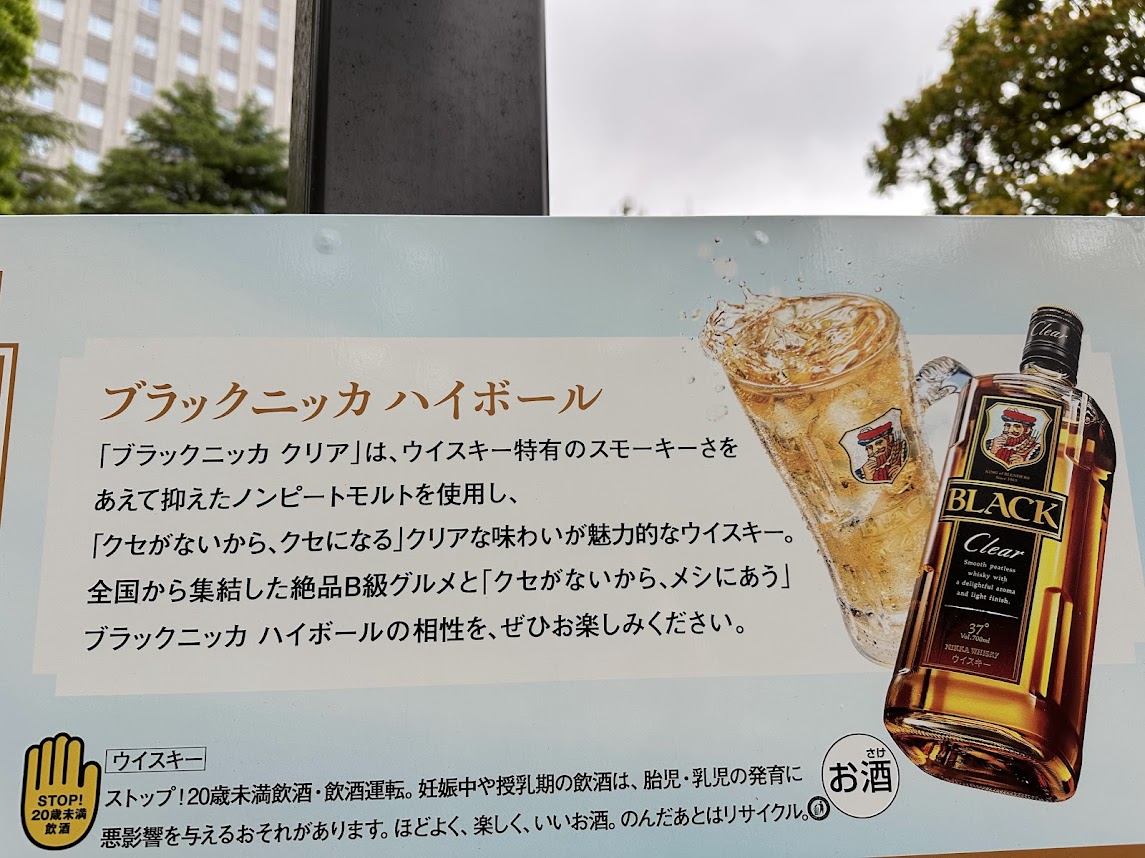 ブラックニッカ ハイボール
「ブラックニッカ クリア」は、ウイスキー特有のスモーキーさを
あえて抑えたノンピートモルトを使用し、
「クセがないから、クセになる」クリアな味わいが魅力的なウイスキー。
全国から集結した絶品B級グルメと「クセがないから、メシにあう」
ブラックニッカ ハイボールの相性を、ぜひお楽しみください。
Clear
KING of BLENDERS
Since 1965
BLACK
Clear
Smooth peatless
whisky with
a delightful aroma
and light finish.
37°
Vol.700ml
NIKKA WHISKY
ウイスキー
STOP!
20歳未満
飲酒
ウイスキー
ストップ!20歳未満飲酒・飲酒運転。妊娠中や授乳期の飲酒は、胎児・乳児の発育に
悪影響を与えるおそれがあります。ほどよく、楽しく、いいお酒。のんだあとはリサイクル。
さけ
お酒